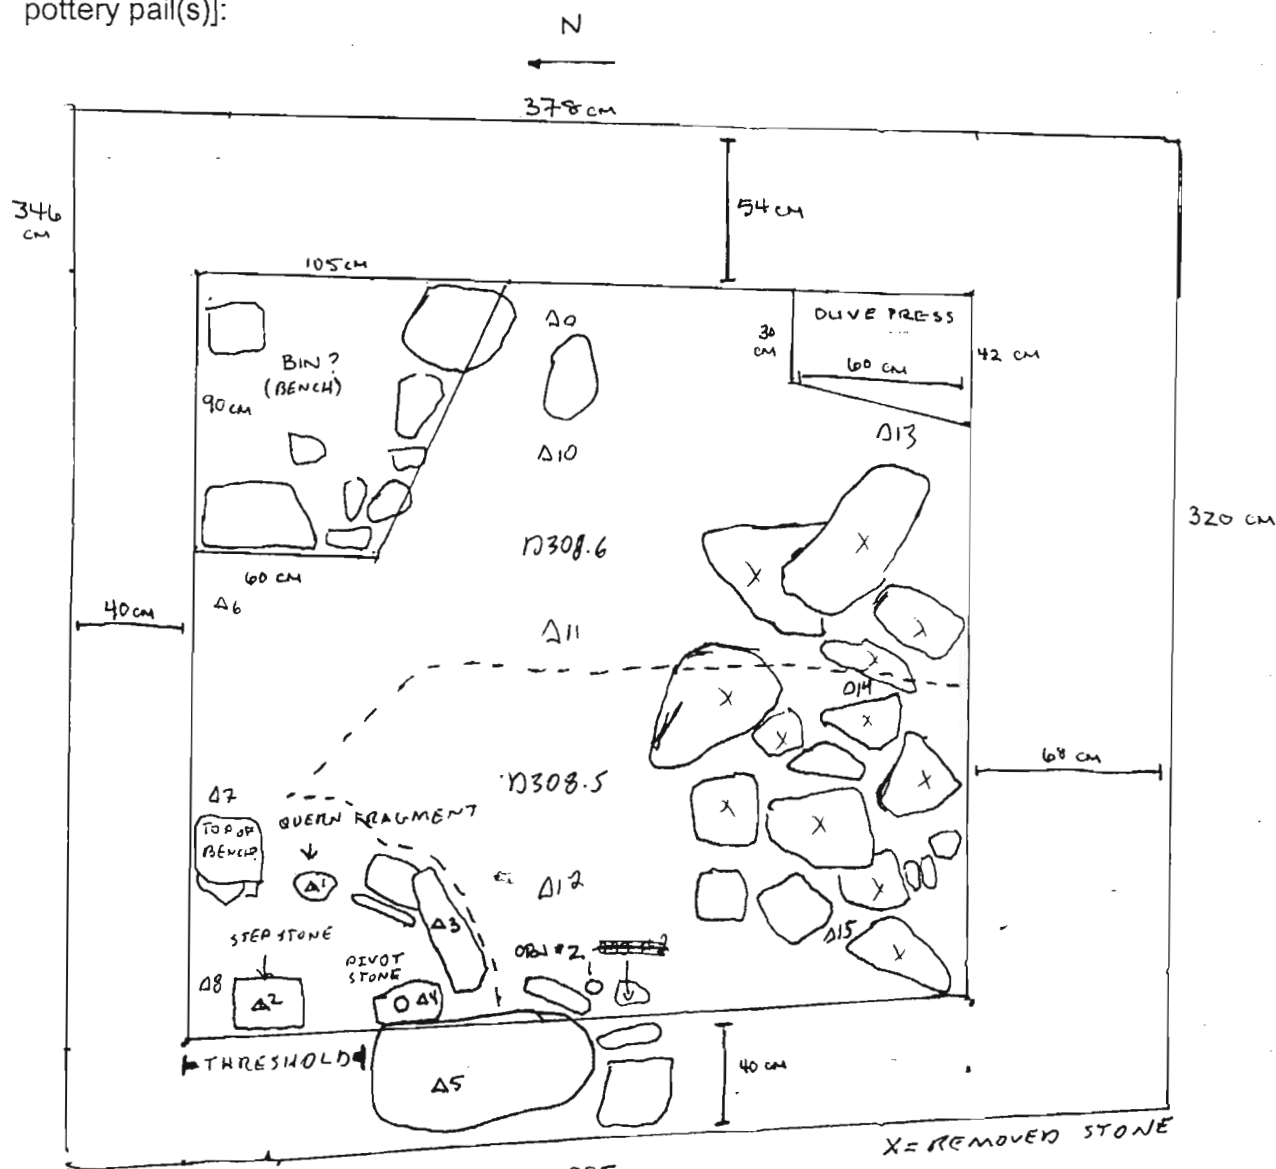 pottery pail(s)]:
N
378 CM
346
CM
54 CM
105 CM
Δ9
OLIVE PRESS
30
CM
42 CM
60 CM
BIN?
(BENCH)
90 CM
Δ10
Δ13
D308.6
320 CM
60 CM
Δ6
40 CM
Δ11
X
X
X
X
X
Δ14
X
X
D308.5
68 CM
X
Δ7
QUERN FRAGMENT
TOP OF
BENCH
X
X
Δ1
Δ12
X
Δ3
STEP STONE
Δ15
OBJ #2
X
PIVOT
STONE
Δ8
Δ2
Δ4
THRESHOLD
Δ5
40 CM
X = REMOVED STONE